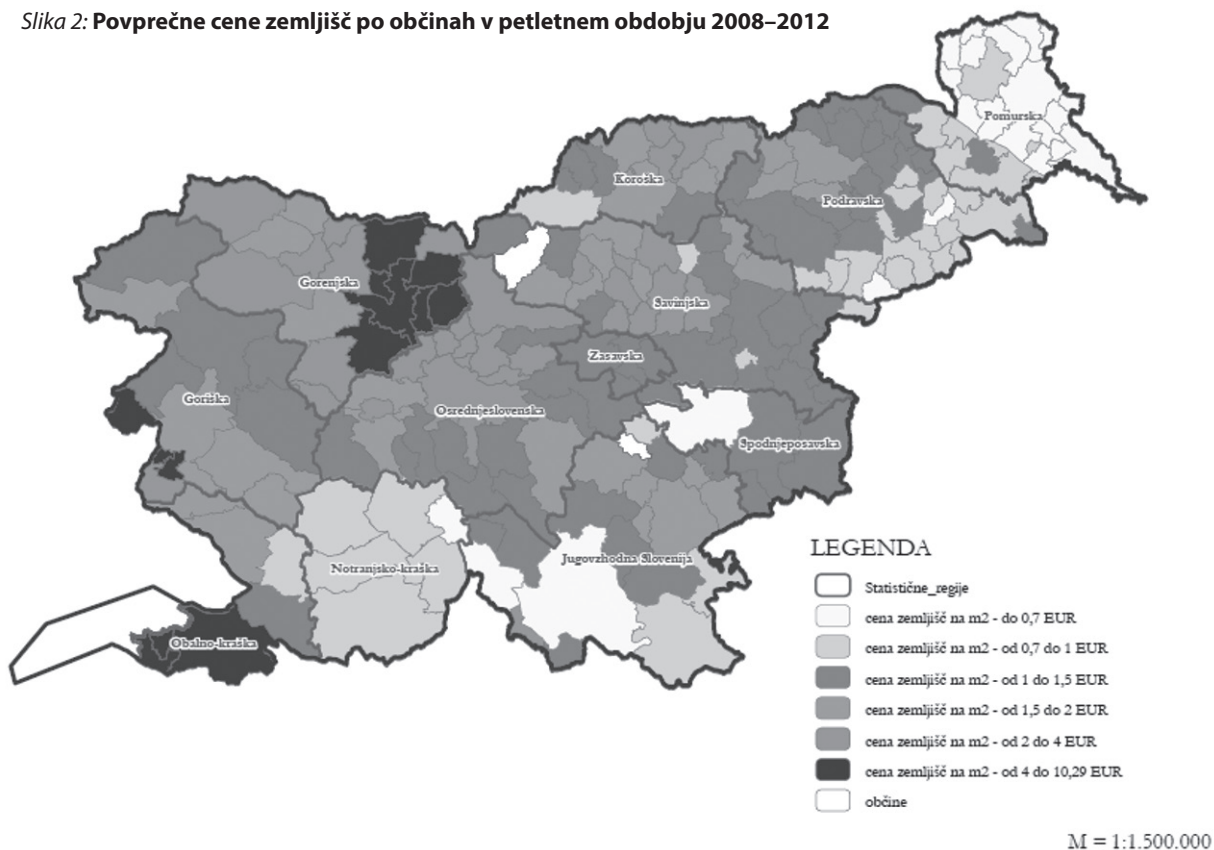 Slika 2: Povprečne cene zemljišč po občinah v petletnem obdobju 2008–2012
Pomurska
Koroška
Podravska
Gorenjska
Savinjska
Zasavska
Goriška
Osrednjeslovenska
Spodnjeposavska
Jugovzhodna Slovenija
Notranjsko-kraška
Obalno-kraška
LEGENDA
Statistične_regije
cena zemljišč na m2 - do 0,7 EUR
cena zemljišč na m2 - od 0,7 do 1 EUR
cena zemljišč na m2 - od 1 do 1,5 EUR
cena zemljišč na m2 - od 1,5 do 2 EUR
cena zemljišč na m2 - od 2 do 4 EUR
cena zemljišč na m2 - od 4 do 10,29 EUR
občine
M = 1:1.500.000